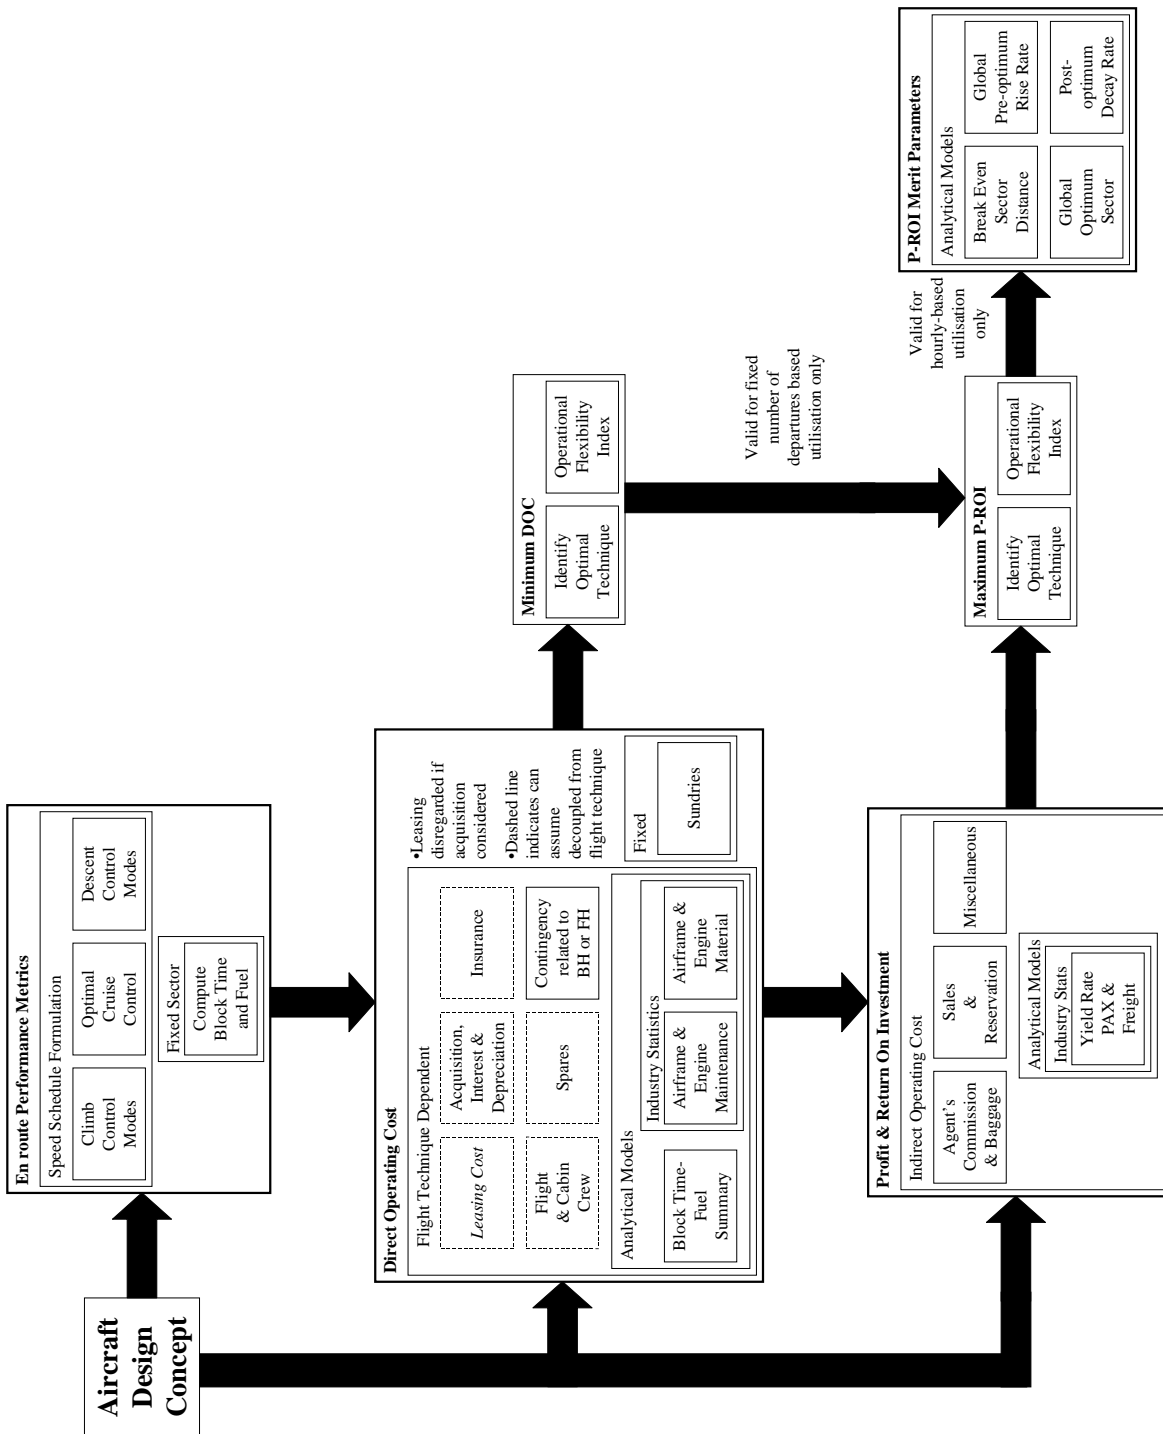 Aircraft
Design
Concept
En route Performance Metrics
Speed Schedule Formulation
Climb
Control
Modes
Optimal
Cruise
Control
Descent
Control
Modes
Fixed Sector
Compute
Block Time
and Fuel
Direct Operating Cost
Flight Technique Dependent
Leasing Cost
Acquisition,
Interest &
Depreciation
Insurance
Flight
& Cabin
Crew
Spares
Contingency
related to
BH or FH
Analytical Models
Block Time-
Fuel
Summary
Industry Statistics
Airframe &
Engine
Maintenance
Airframe &
Engine
Material
•Leasing
disregarded if
acquisition
considered
•Dashed line
indicates can
assume
decoupled from
flight technique
Fixed
Sundries
Profit & Return On Investment
Indirect Operating Cost
Agent's
Commission
& Baggage
Sales
&
Reservation
Miscellaneous
Analytical Models
Industry Stats
Yield Rate
PAX &
Freight
Minimum DOC
Identify
Optimal
Technique
Operational
Flexibility
Index
Valid for fixed
number of
departures based
utilisation only
Maximum P-ROI
Identify
Optimal
Technique
Operational
Flexibility
Index
Valid for
hourly-based
utilisation
only
P-ROI Merit Parameters
Analytical Models
Break Even
Sector
Distance
Global
Pre-optimum
Rise Rate
Global
Optimum
Sector
Post-
optimum
Decay Rate